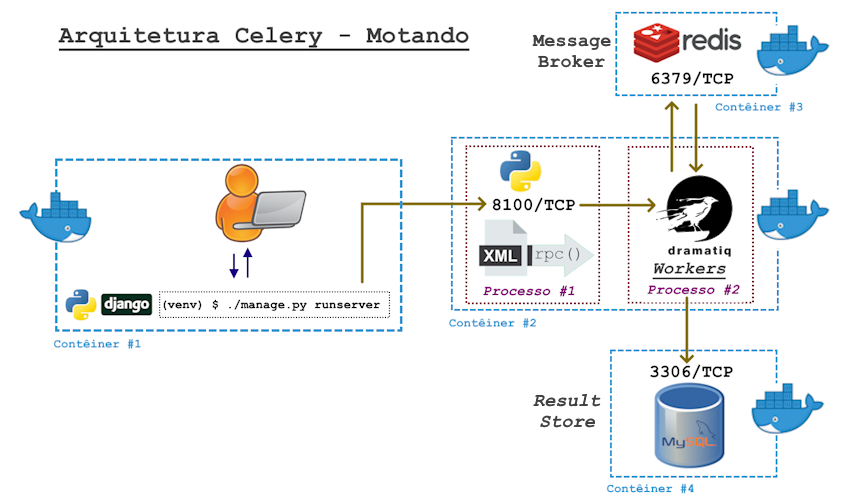 Arquitetura Celery - Motando
Message
Broker
redis
6379/TCP
Contêiner #3
8100/TCP
XML
rpc()
Processo #1
dramatiq
Workers
Processo #2
Contêiner #2
django
(venv) $ ./manage.py runserver
Contêiner #1
3306/TCP
Result
Store
MySQL
Contêiner #4